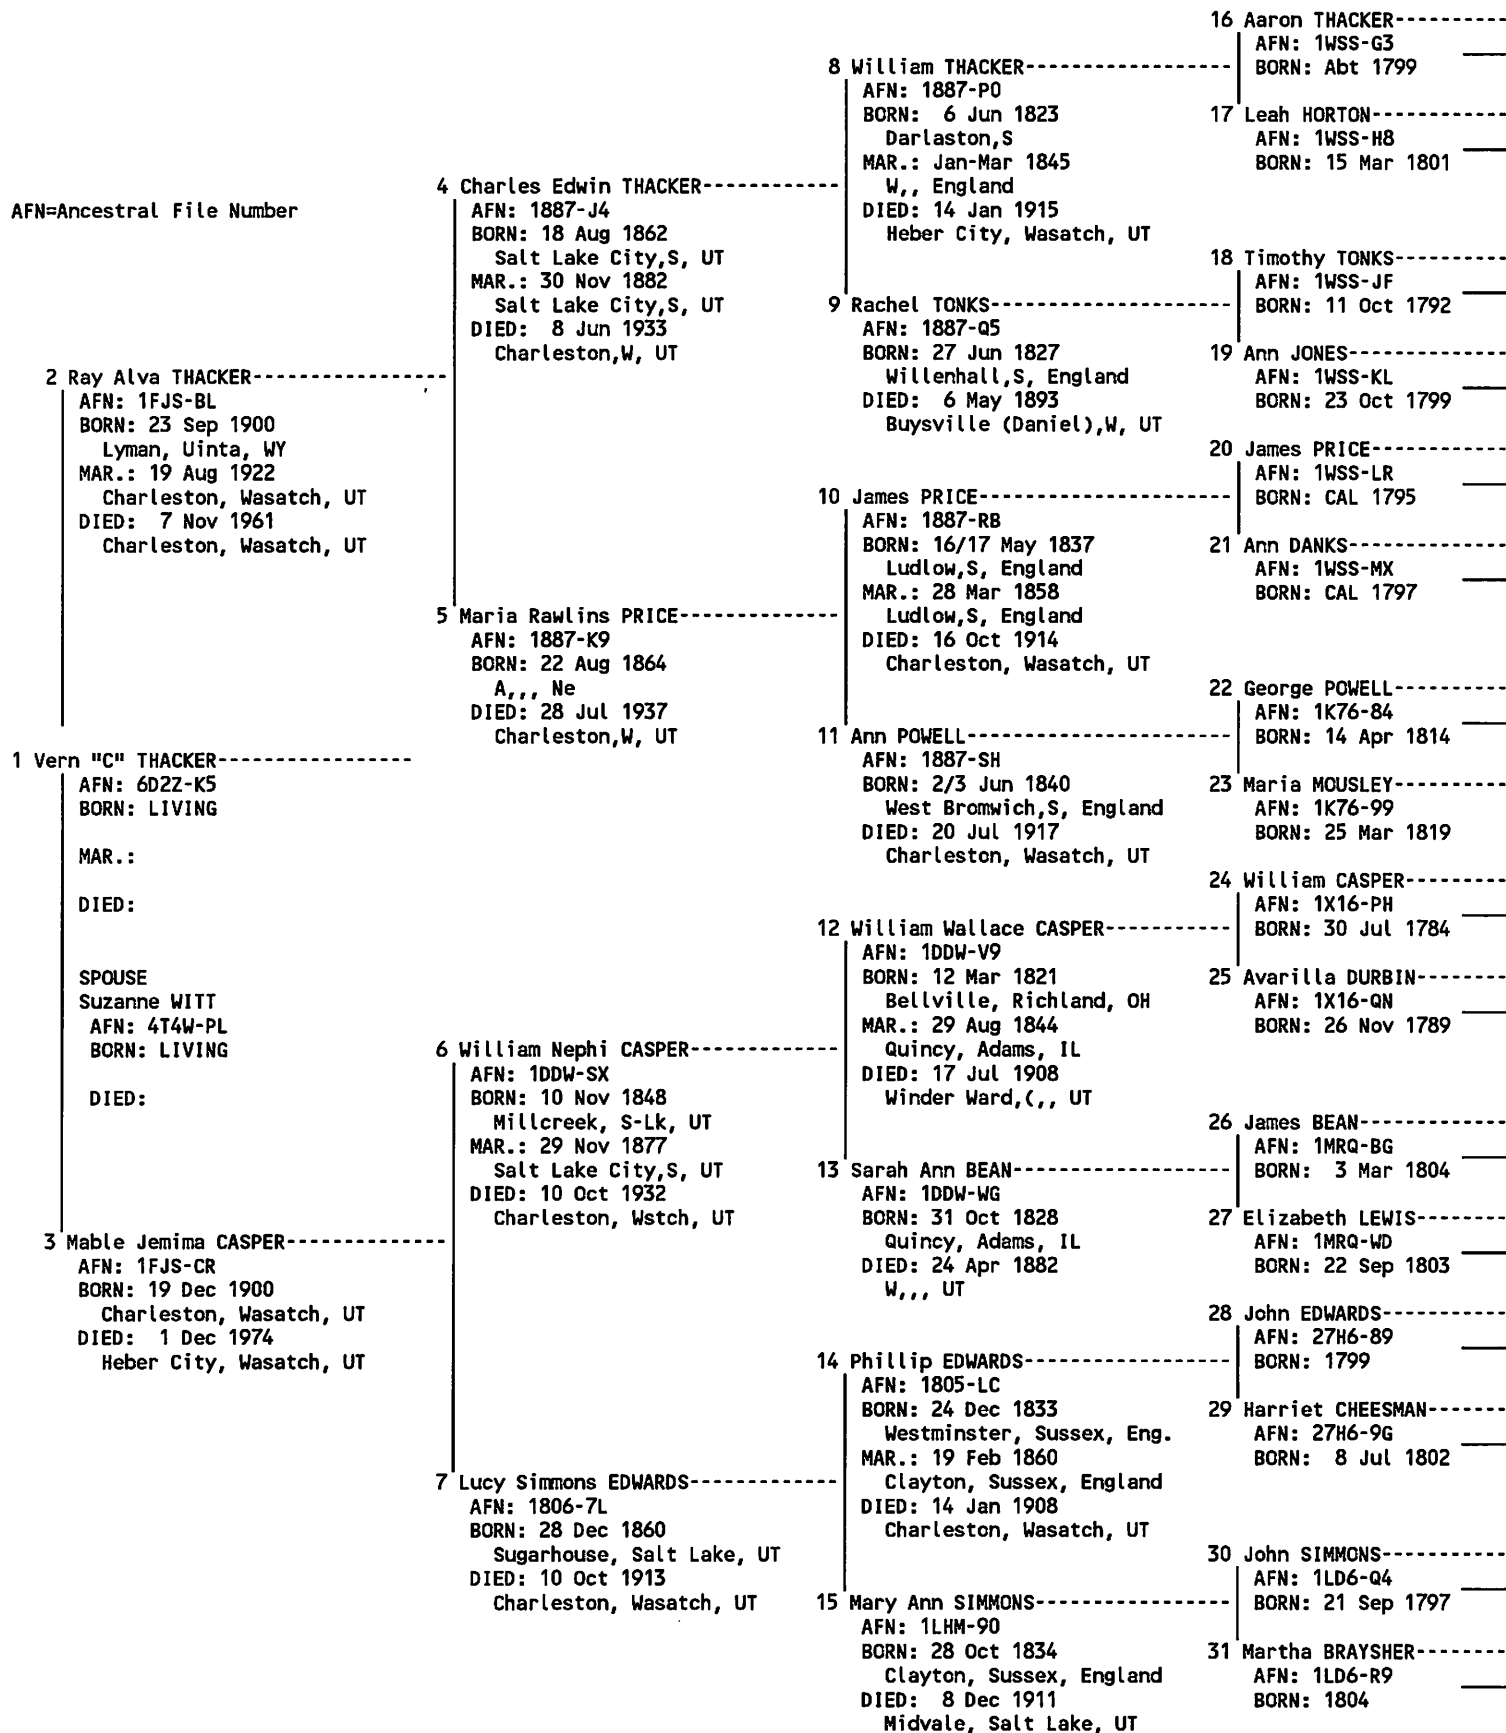 AFN=Ancestral File Number
1 Vern "C" THACKER
AFN: 6D2Z-K5
BORN: LIVING
MAR.:
DIED:
SPOUSE
Suzanne WITT
AFN: 4T4W-PL
BORN: LIVING
DIED:
2 Ray Alva THACKER
AFN: 1FJS-BL
BORN: 23 Sep 1900
Lyman, Uinta, WY
MAR.: 19 Aug 1922
Charleston, Wasatch, UT
DIED: 7 Nov 1961
Charleston, Wasatch, UT
3 Mable Jemima CASPER
AFN: 1FJS-CR
BORN: 19 Dec 1900
Charleston, Wasatch, UT
DIED: 1 Dec 1974
Heber City, Wasatch, UT
4 Charles Edwin THACKER
AFN: 1887-J4
BORN: 18 Aug 1862
Salt Lake City,S, UT
MAR.: 30 Nov 1882
Salt Lake City,S, UT
DIED: 8 Jun 1933
Charleston,W, UT
5 Maria Rawlins PRICE
AFN: 1887-K9
BORN: 22 Aug 1864
A,,, Ne
DIED: 28 Jul 1937
Charleston,W, UT
6 William Nephi CASPER
AFN: 1DDW-SX
BORN: 10 Nov 1848
Millcreek, S-Lk, UT
MAR.: 29 Nov 1877
Salt Lake City,S, UT
DIED: 10 Oct 1932
Charleston, Wstch, UT
7 Lucy Simmons EDWARDS
AFN: 1806-7L
BORN: 28 Dec 1860
Sugarhouse, Salt Lake, UT
DIED: 10 Oct 1913
Charleston, Wasatch, UT
8 William THACKER
AFN: 1887-P0
BORN: 6 Jun 1823
Darlaston,S
MAR.: Jan-Mar 1845
W,, England
DIED: 14 Jan 1915
Heber City, Wasatch, UT
9 Rachel TONKS
AFN: 1887-Q5
BORN: 27 Jun 1827
Willenhall,S, England
DIED: 6 May 1893
Buysville (Daniel),W, UT
10 James PRICE
AFN: 1887-RB
BORN: 16/17 May 1837
Ludlow,S, England
MAR.: 28 Mar 1858
Ludlow,S, England
DIED: 16 Oct 1914
Charleston, Wasatch, UT
11 Ann POWELL
AFN: 1887-SH
BORN: 2/3 Jun 1840
West Bromwich,S, England
DIED: 20 Jul 1917
Charleston, Wasatch, UT
12 William Wallace CASPER
AFN: 1DDW-V9
BORN: 12 Mar 1821
Bellville, Richland, OH
MAR.: 29 Aug 1844
Quincy, Adams, IL
DIED: 17 Jul 1908
Winder Ward,(,, UT
13 Sarah Ann BEAN
AFN: 1DDW-WG
BORN: 31 Oct 1828
Quincy, Adams, IL
DIED: 24 Apr 1882
W,,, UT
14 Phillip EDWARDS
AFN: 1805-LC
BORN: 24 Dec 1833
Westminster, Sussex, Eng.
MAR.: 19 Feb 1860
Clayton, Sussex, England
DIED: 14 Jan 1908
Charleston, Wasatch, UT
15 Mary Ann SIMMONS
AFN: 1LHM-90
BORN: 28 Oct 1834
Clayton, Sussex, England
DIED: 8 Dec 1911
Midvale, Salt Lake, UT
16 Aaron THACKER
AFN: 1WSS-G3
BORN: Abt 1799
17 Leah HORTON
AFN: 1WSS-H8
BORN: 15 Mar 1801
18 Timothy TONKS
AFN: 1WSS-JF
BORN: 11 Oct 1792
19 Ann JONES
AFN: 1WSS-KL
BORN: 23 Oct 1799
20 James PRICE
AFN: 1WSS-LR
BORN: CAL 1795
21 Ann DANKS
AFN: 1WSS-MX
BORN: CAL 1797
22 George POWELL
AFN: 1K76-84
BORN: 14 Apr 1814
23 Maria MOUSLEY
AFN: 1K76-99
BORN: 25 Mar 1819
24 William CASPER
AFN: 1X16-PH
BORN: 30 Jul 1784
25 Avarilla DURBIN
AFN: 1X16-QN
BORN: 26 Nov 1789
26 James BEAN
AFN: 1MRQ-BG
BORN: 3 Mar 1804
27 Elizabeth LEWIS
AFN: 1MRQ-WD
BORN: 22 Sep 1803
28 John EDWARDS
AFN: 27H6-89
BORN: 1799
29 Harriet CHEESMAN
AFN: 27H6-9G
BORN: 8 Jul 1802
30 John SIMMONS
AFN: 1LD6-Q4
BORN: 21 Sep 1797
31 Martha BRAYSHER
AFN: 1LD6-R9
BORN: 1804